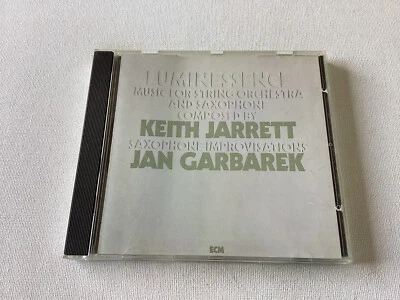 LUMINESSENCE
MUSIC FOR STRING ORCHESTRA
AND SAXOPHONE
COMPOSED BY
KEITH JARRETT
SAXOPHONE IMPROVISATIONS
JAN GARBAREK
ECM